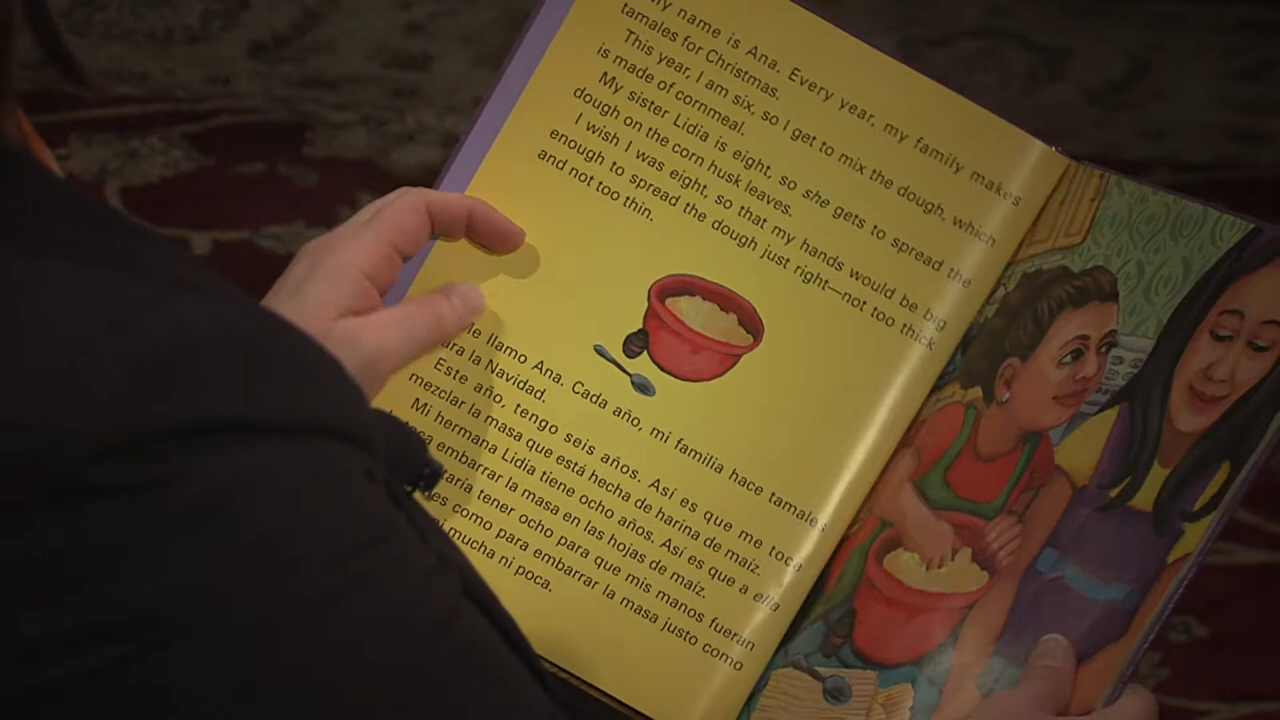 My name is Ana. Every year, my family makes
tamales for Christmas.
This year, I am six, so I get to mix the dough, which
is made of cornmeal.
My sister Lidia is eight, so she gets to spread the
dough on the corn husk leaves.
I wish I was eight, so that my hands would be big
enough to spread the dough just right—not too thick
and not too thin.
Me llamo Ana. Cada año, mi familia hace tamales
para la Navidad.
Este año, tengo seis años. Así es que me toca
mezclar la masa que está hecha de harina de maíz.
Mi hermana Lidia tiene ocho años. Así es que a ella
le toca embarrar la masa en las hojas de maíz.
tener ocho para que mis manos fueran
como para embarrar la masa justo como
ni mucha ni poca.